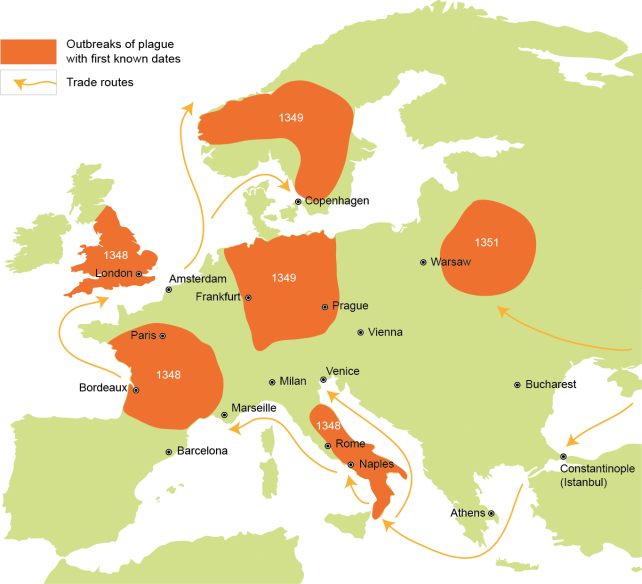 Outbreaks of plague
with first known dates
Trade routes
1349
Copenhagen
1351
1348
Warsaw
London
Amsterdam
1349
Frankfurt
Prague
Paris
Vienna
1348
Venice
Milan
Bucharest
Bordeaux
Marseille
1348
Rome
Barcelona
Naples
Constantinople
(Istanbul)
Athens